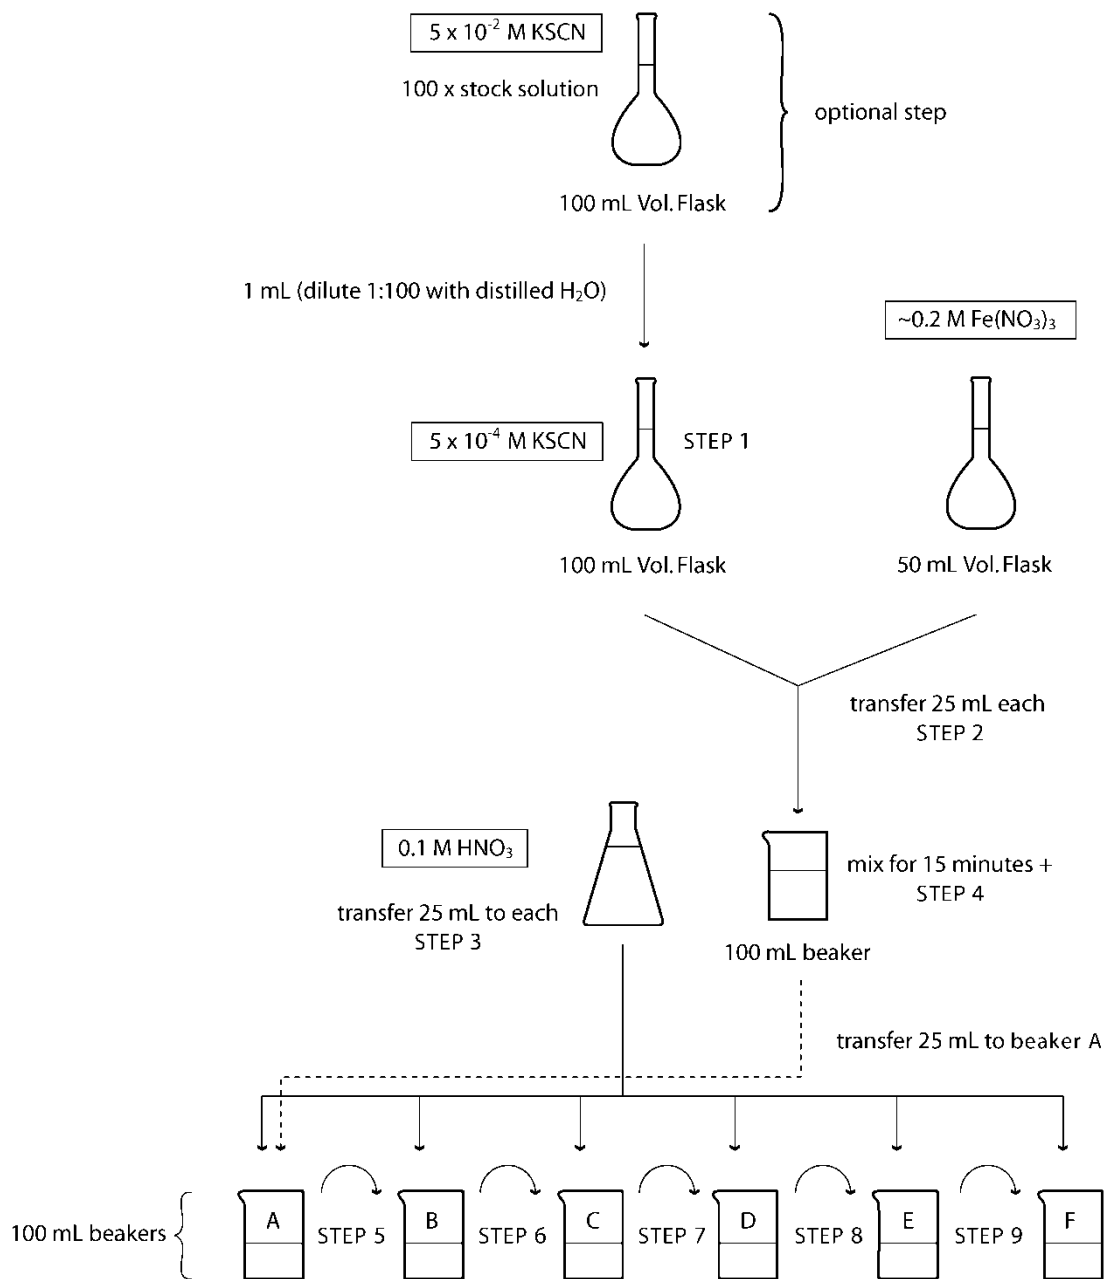 5 x 10⁻² M KSCN
100 x stock solution
optional step
100 mL Vol. Flask
1 mL (dilute 1:100 with distilled H₂O)
~0.2 M Fe(NO₃)₃
5 x 10⁻⁴ M KSCN
STEP 1
100 mL Vol. Flask
50 mL Vol. Flask
transfer 25 mL each
STEP 2
0.1 M HNO₃
transfer 25 mL to each
STEP 3
mix for 15 minutes +
STEP 4
100 mL beaker
transfer 25 mL to beaker A
100 mL beakers
A
STEP 5
B
STEP 6
C
STEP 7
D
STEP 8
E
STEP 9
F